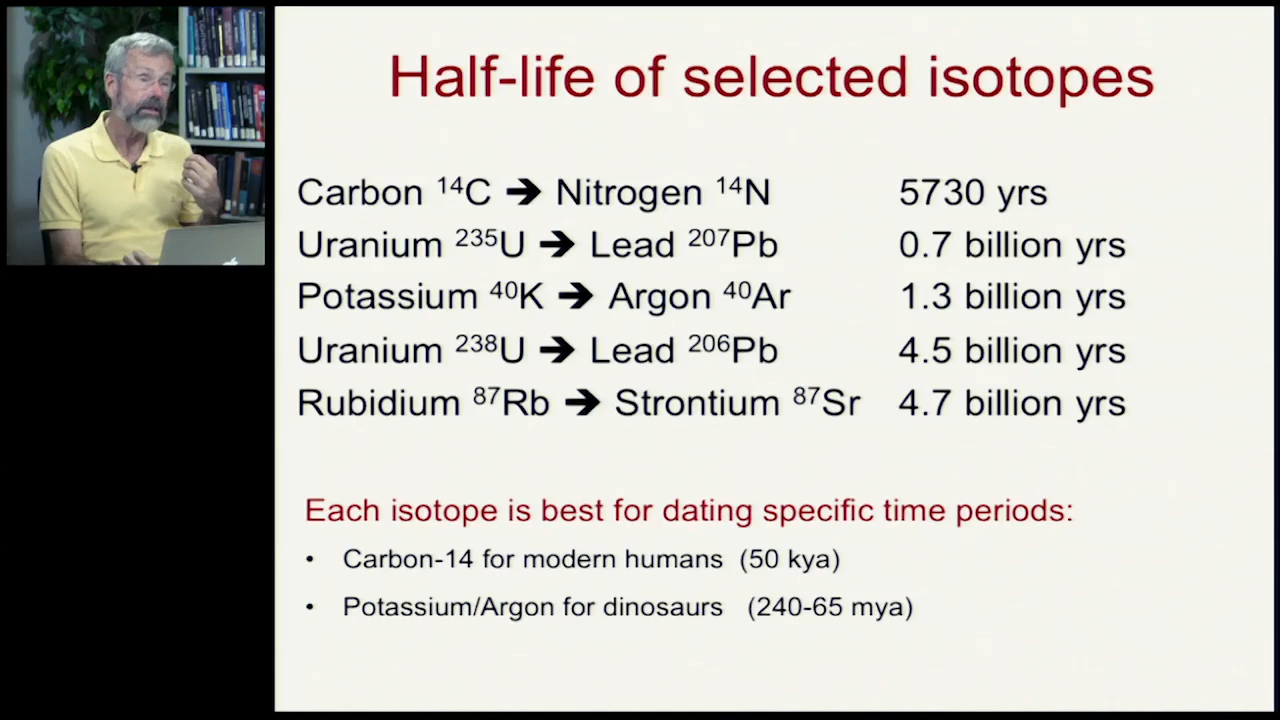 Half-life of selected isotopes
Carbon ¹⁴C ➔ Nitrogen ¹⁴N 5730 yrs
Uranium ²³⁵U ➔ Lead ²⁰⁷Pb 0.7 billion yrs
Potassium ⁴⁰K ➔ Argon ⁴⁰Ar 1.3 billion yrs
Uranium ²³⁸U ➔ Lead ²⁰⁶Pb 4.5 billion yrs
Rubidium ⁸⁷Rb ➔ Strontium ⁸⁷Sr 4.7 billion yrs
Each isotope is best for dating specific time periods:
• Carbon-14 for modern humans (50 kya)
• Potassium/Argon for dinosaurs (240-65 mya)